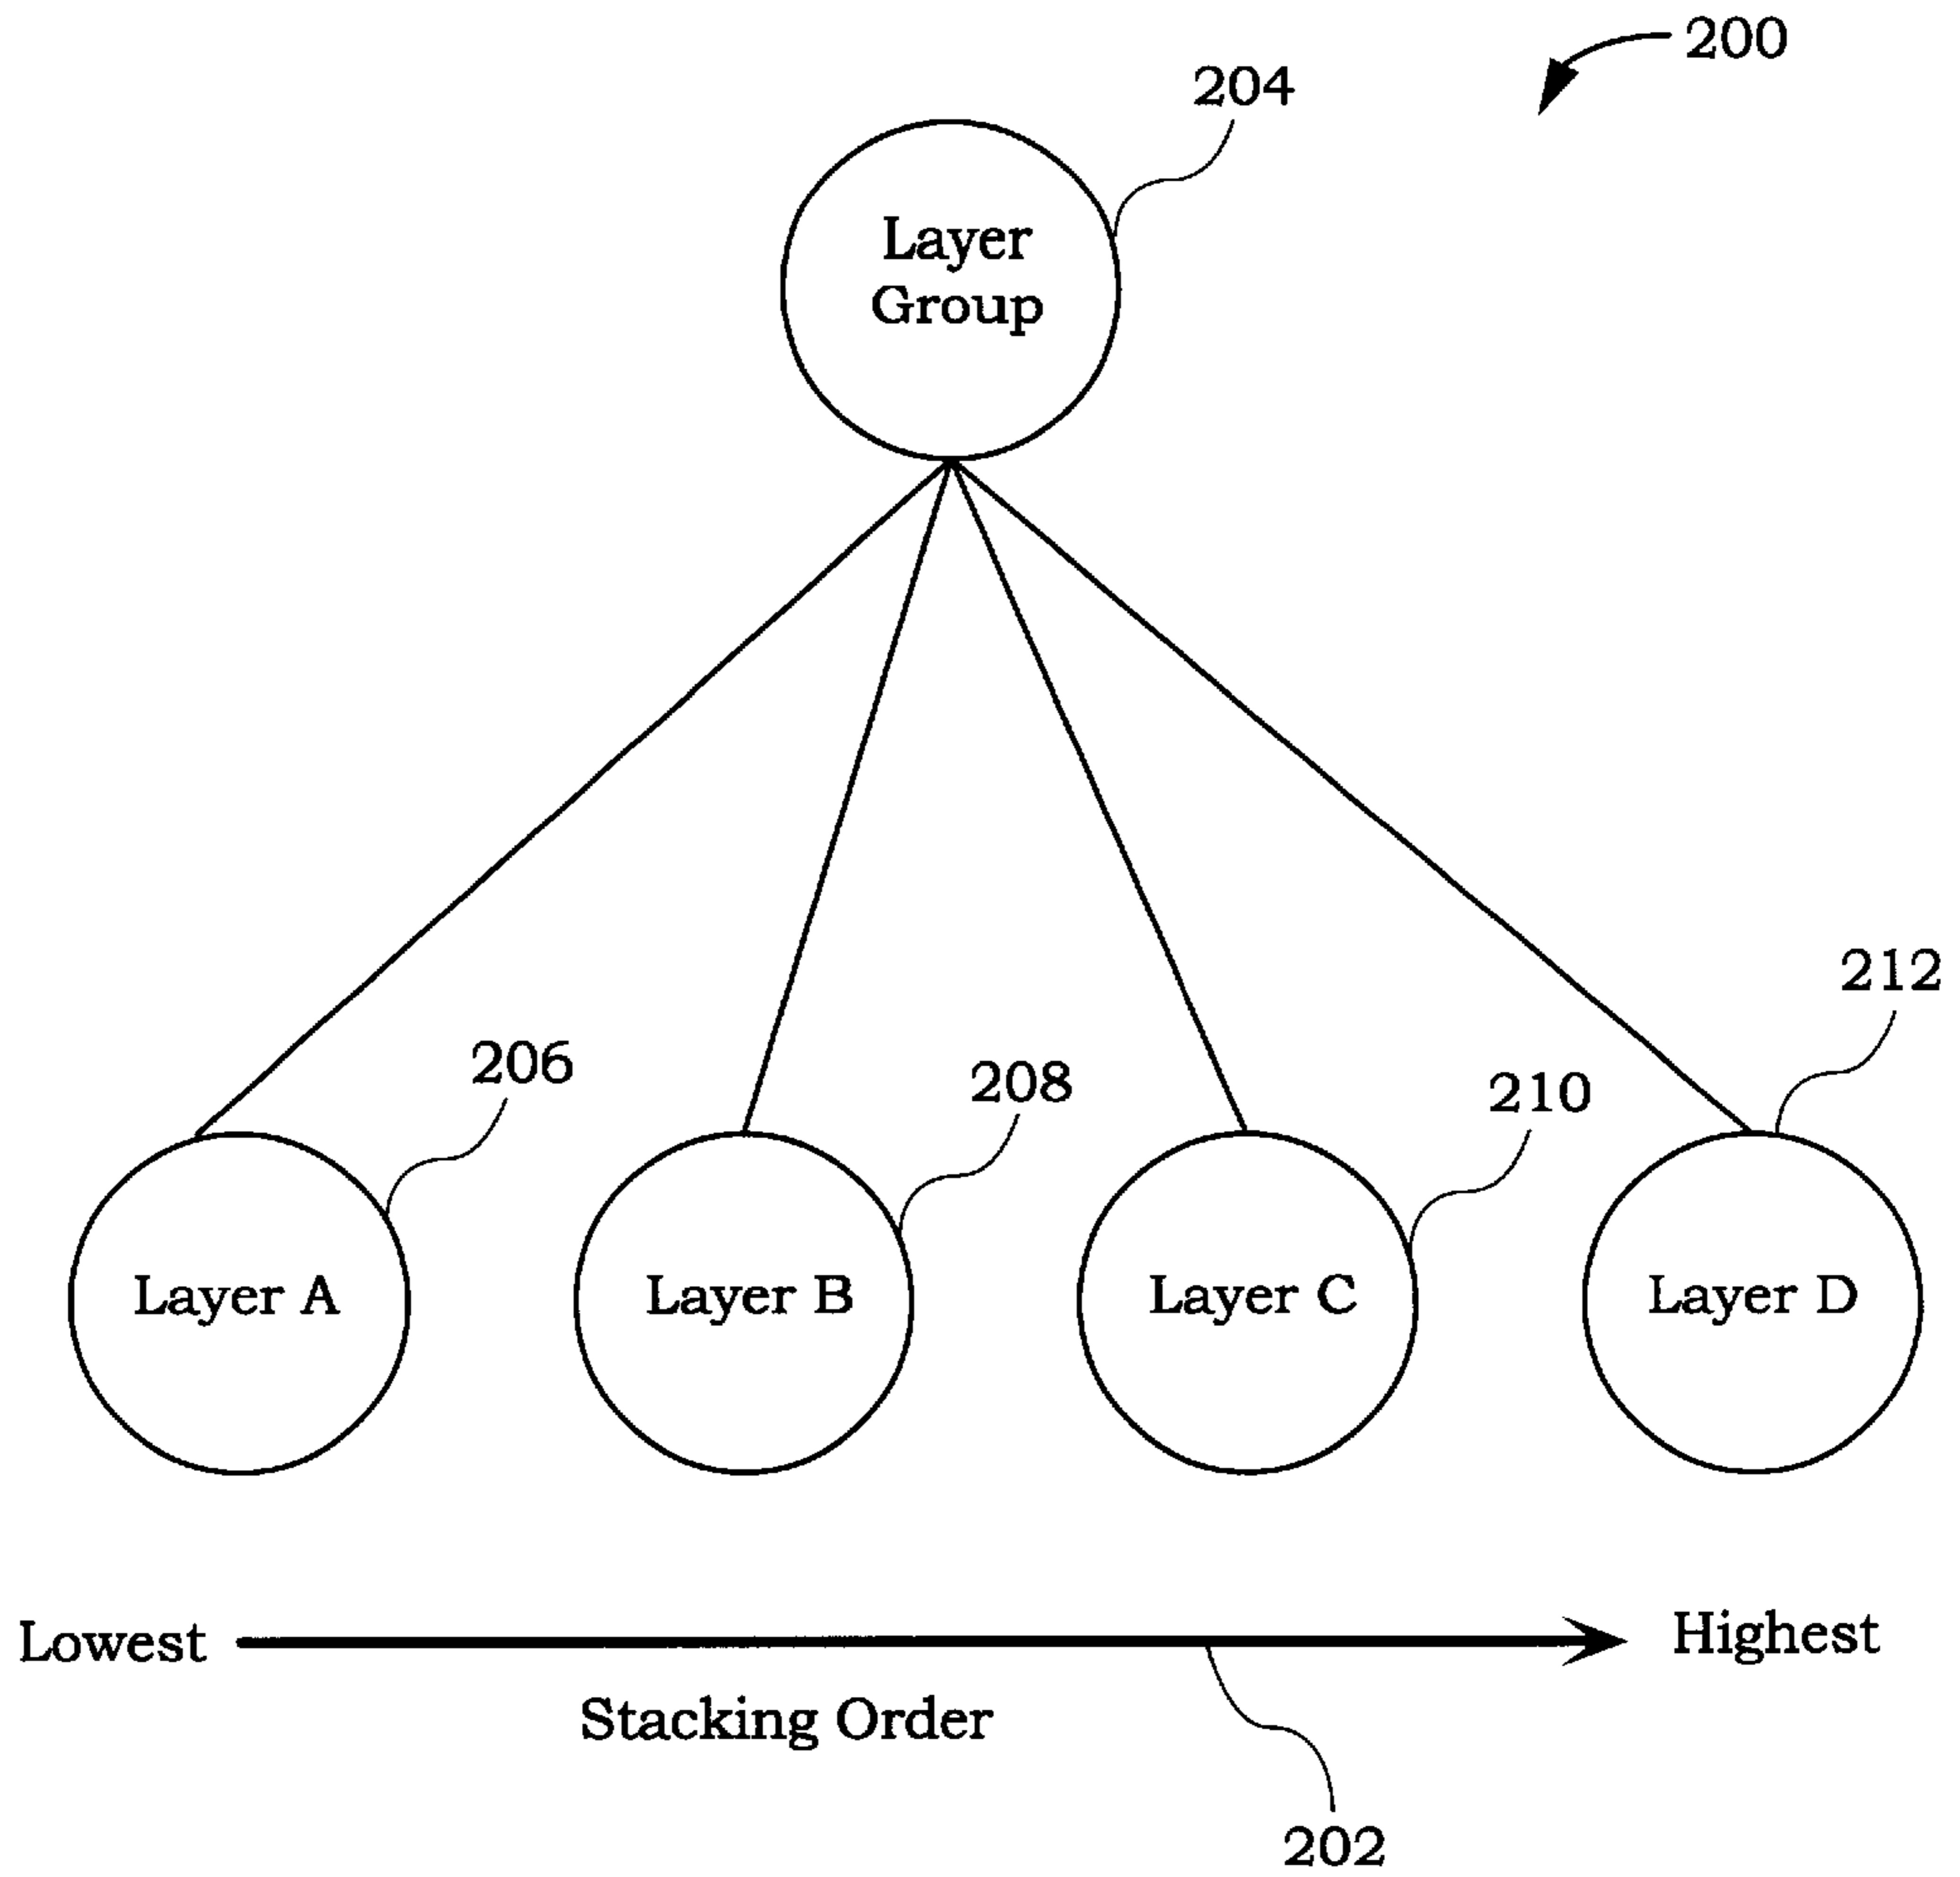 200
204
Layer
Group
212
206
208
210
Layer A
Layer B
Layer C
Layer D
Lowest
Highest
Stacking Order
202